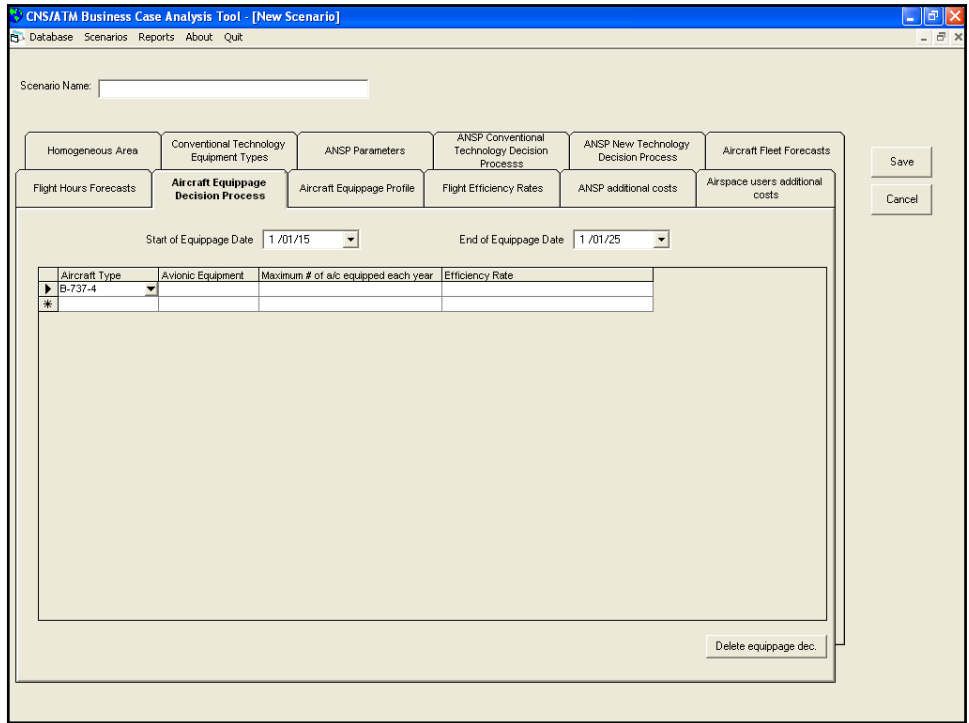 CNS/ATM Business Case Analysis Tool - [New Scenario]
Database Scenarios Reports About Quit
Scenario Name:
Homogeneous Area
Conventional Technology
Equipment Types
ANSP Parameters
ANSP Conventional
Technology Decision
Processs
ANSP New Technology
Decision Process
Aircraft Fleet Forecasts
Save
Flight Hours Forecasts
Aircraft Equippage
Decision Process
Aircraft Equippage Profile
Flight Efficiency Rates
ANSP additional costs
Airspace users additional
costs
Cancel
Start of Equippage Date 1 /01/15
End of Equippage Date 1 /01/25
Aircraft Type Avionic Equipment Maximum # of a/c equipped each year Efficiency Rate
B-737-4
Delete equippage dec.